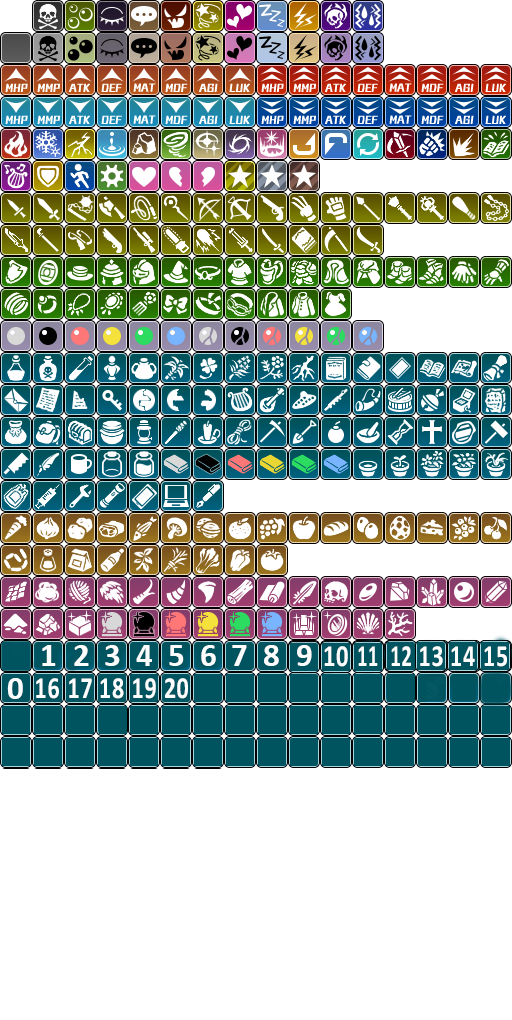 ZZZ
ZZZ
MHP MMP ATK DEF MAT MDF AGI LUK MHP MMP ATK DEF MAT MDF AGI LUK
MHP MMP ATK DEF MAT MDF AGI LUK MHP MMP ATK DEF MAT MDF AGI LUK
1 2 3 4 5 6 7 8 9 10 11 12 13 14 15
0 16 17 18 19 20